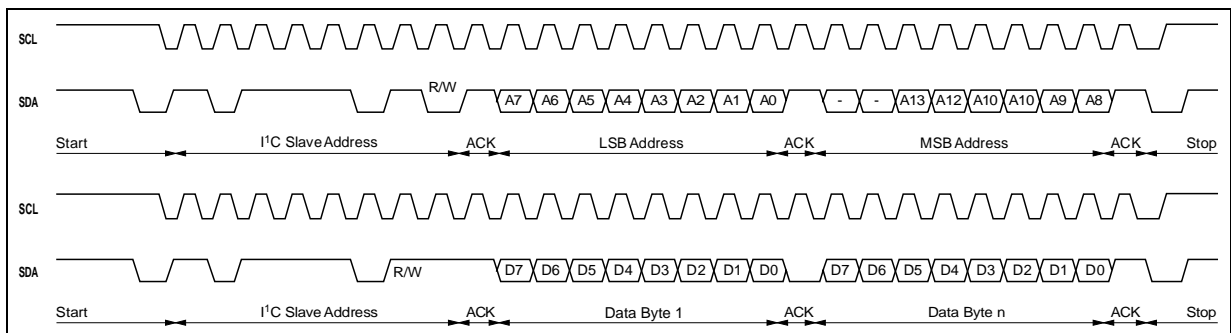 SCL
SDA R/W A7 A6 A5 A4 A3 A2 A1 A0 - - A13 A12 A10 A10 A9 A8
Start I¹C Slave Address ACK LSB Address ACK MSB Address ACK Stop
SCL
SDA R/W D7 D6 D5 D4 D3 D2 D1 D0 D7 D6 D5 D4 D3 D2 D1 D0
Start I¹C Slave Address ACK Data Byte 1 ACK Data Byte n ACK Stop